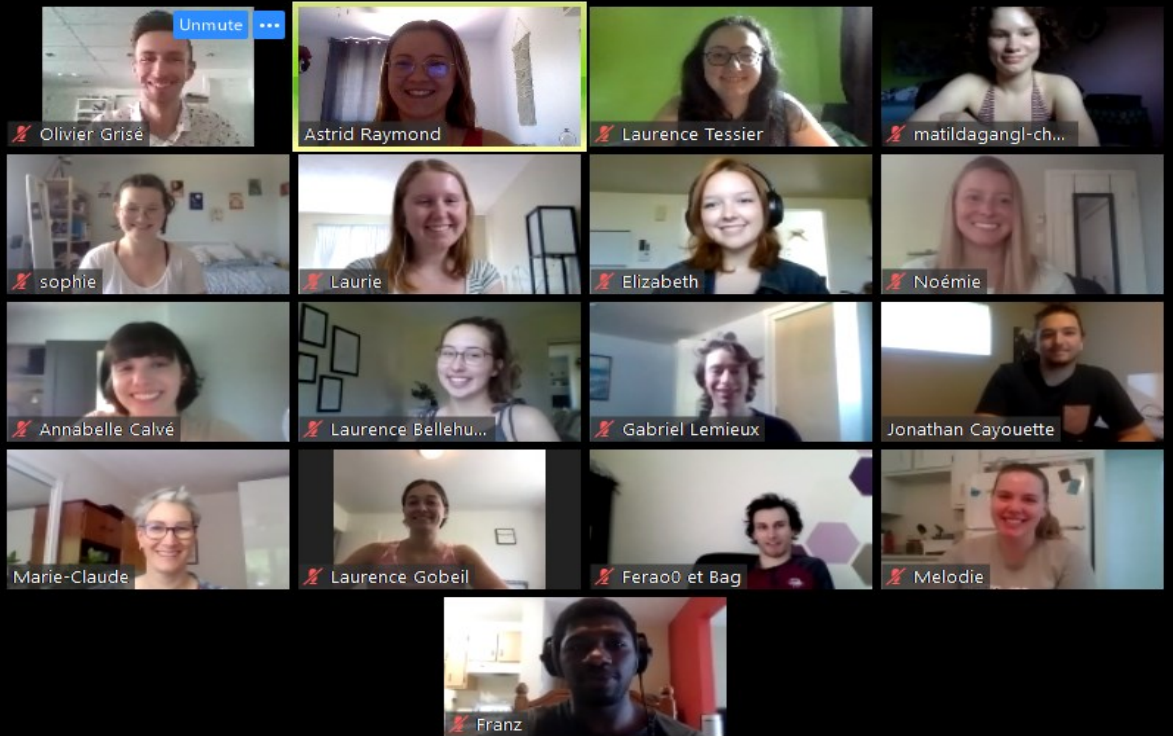 Unmute ...
Olivier Grisé
Astrid Raymond
Laurence Tessier
matildagangl-ch...
sophie
Laurie
Elizabeth
Noémie
Annabelle Calvé
Laurence Bellehu...
Gabriel Lemieux
Jonathan Cayouette
Marie-Claude
Laurence Gobeil
Ferao0 et Bag
Melodie
Franz